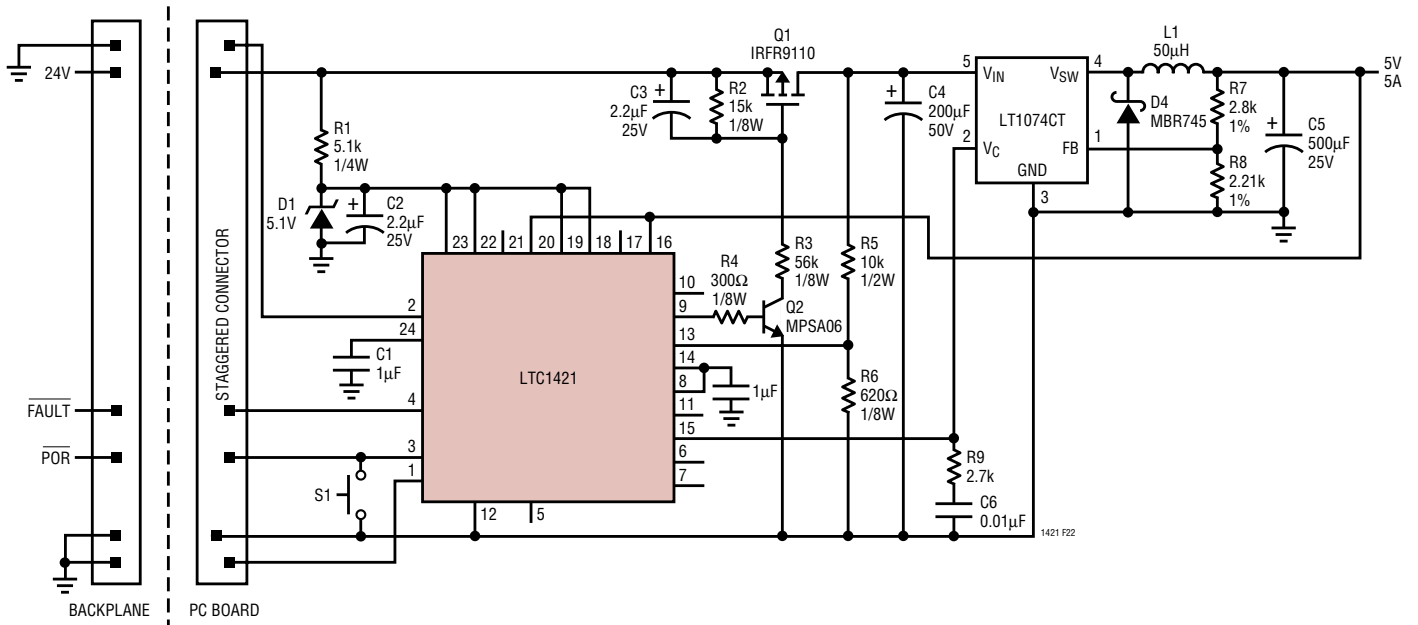 BACKPLANE
PC BOARD
STAGGERED CONNECTOR
24V
FAULT
POR
R1
5.1k
1/4W
D1
5.1V
C2
2.2µF
25V
+
C1
1µF
S1
C3
2.2µF
25V
+
R2
15k
1/8W
Q1
IRFR9110
LTC1421
23
22
21
20
19
18
17
16
2
24
4
3
1
12
5
10
9
13
14
8
11
15
6
7
R4
300Ω
1/8W
Q2
MPSA06
R3
56k
1/8W
R5
10k
1/2W
R6
620Ω
1/8W
1µF
C4
200µF
50V
+
5
VIN
VSW
4
LT1074CT
2
VC
FB
1
GND
3
L1
50µH
D4
MBR745
R7
2.8k
1%
R8
2.21k
1%
C5
500µF
25V
+
5V
5A
R9
2.7k
C6
0.01µF
1421 F22